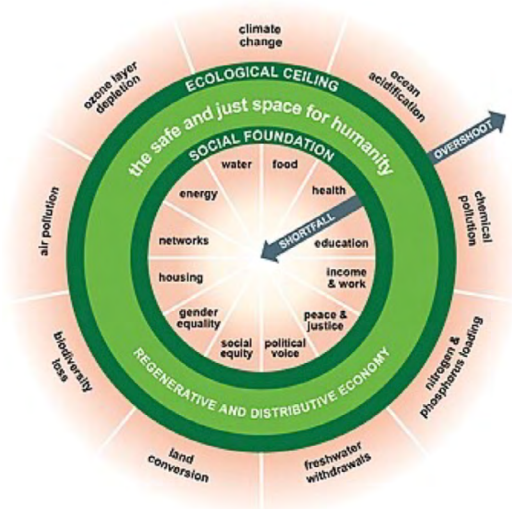 climate
change
ozone layer
depletion
ocean
acidification
ECOLOGICAL CEILING
the safe and just space for humanity
OVERSHOOT
SOCIAL FOUNDATION
water
food
energy
health
SHORTFALL
networks
education
housing
income
& work
gender
equality
peace &
justice
social
equity
political
voice
air pollution
chemical
pollution
REGENERATIVE AND DISTRIBUTIVE ECONOMY
biodiversity
loss
nitrogen &
phosphorus loading
land
conversion
freshwater
withdrawals